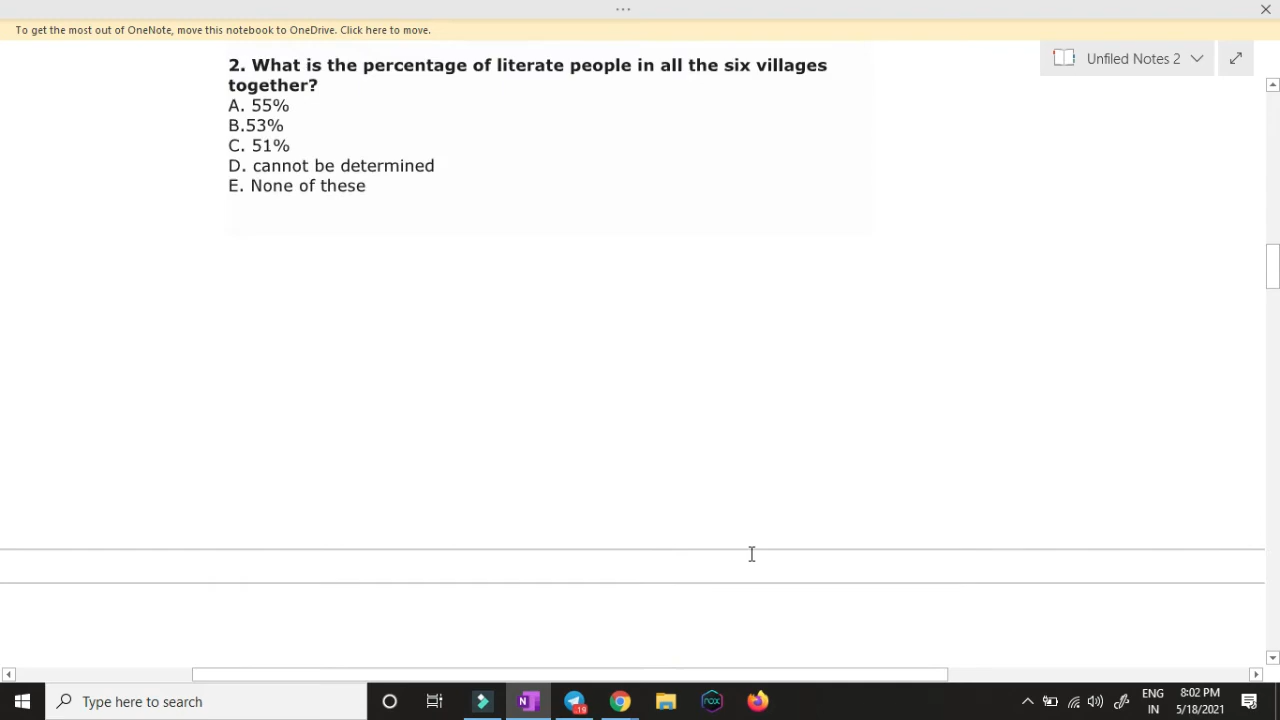 To get the most out of OneNote, move this notebook to OneDrive. Click here to move.
Unfiled Notes 2
2. What is the percentage of literate people in all the six villages
together?
A. 55%
B.53%
C. 51%
D. cannot be determined
E. None of these
Type here to search
N
19
nox
ENG
IN
8:02 PM
5/18/2021